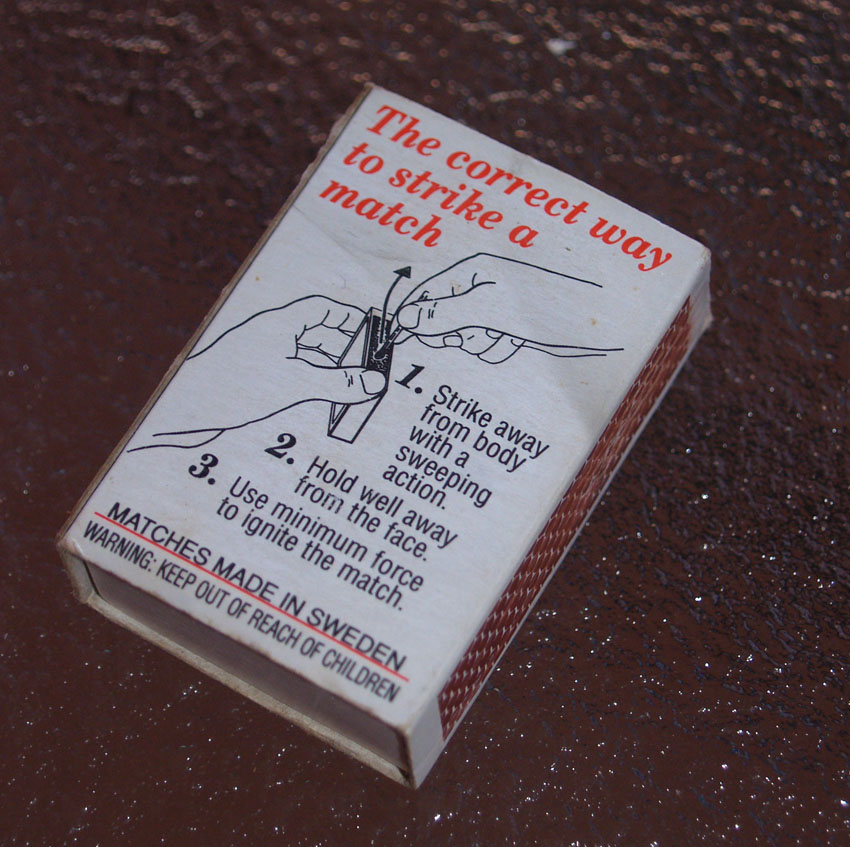 The correct way
to strike a
match
1. Strike away
from body
with a
sweeping
action.
2. Hold well away
from the face.
3. Use minimum force
to ignite the match.
MATCHES MADE IN SWEDEN
WARNING: KEEP OUT OF REACH OF CHILDREN